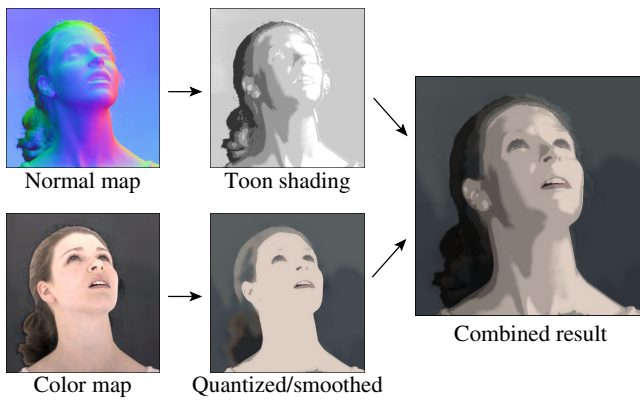 Normal map
Toon shading
Color map
Quantized/smoothed
Combined result